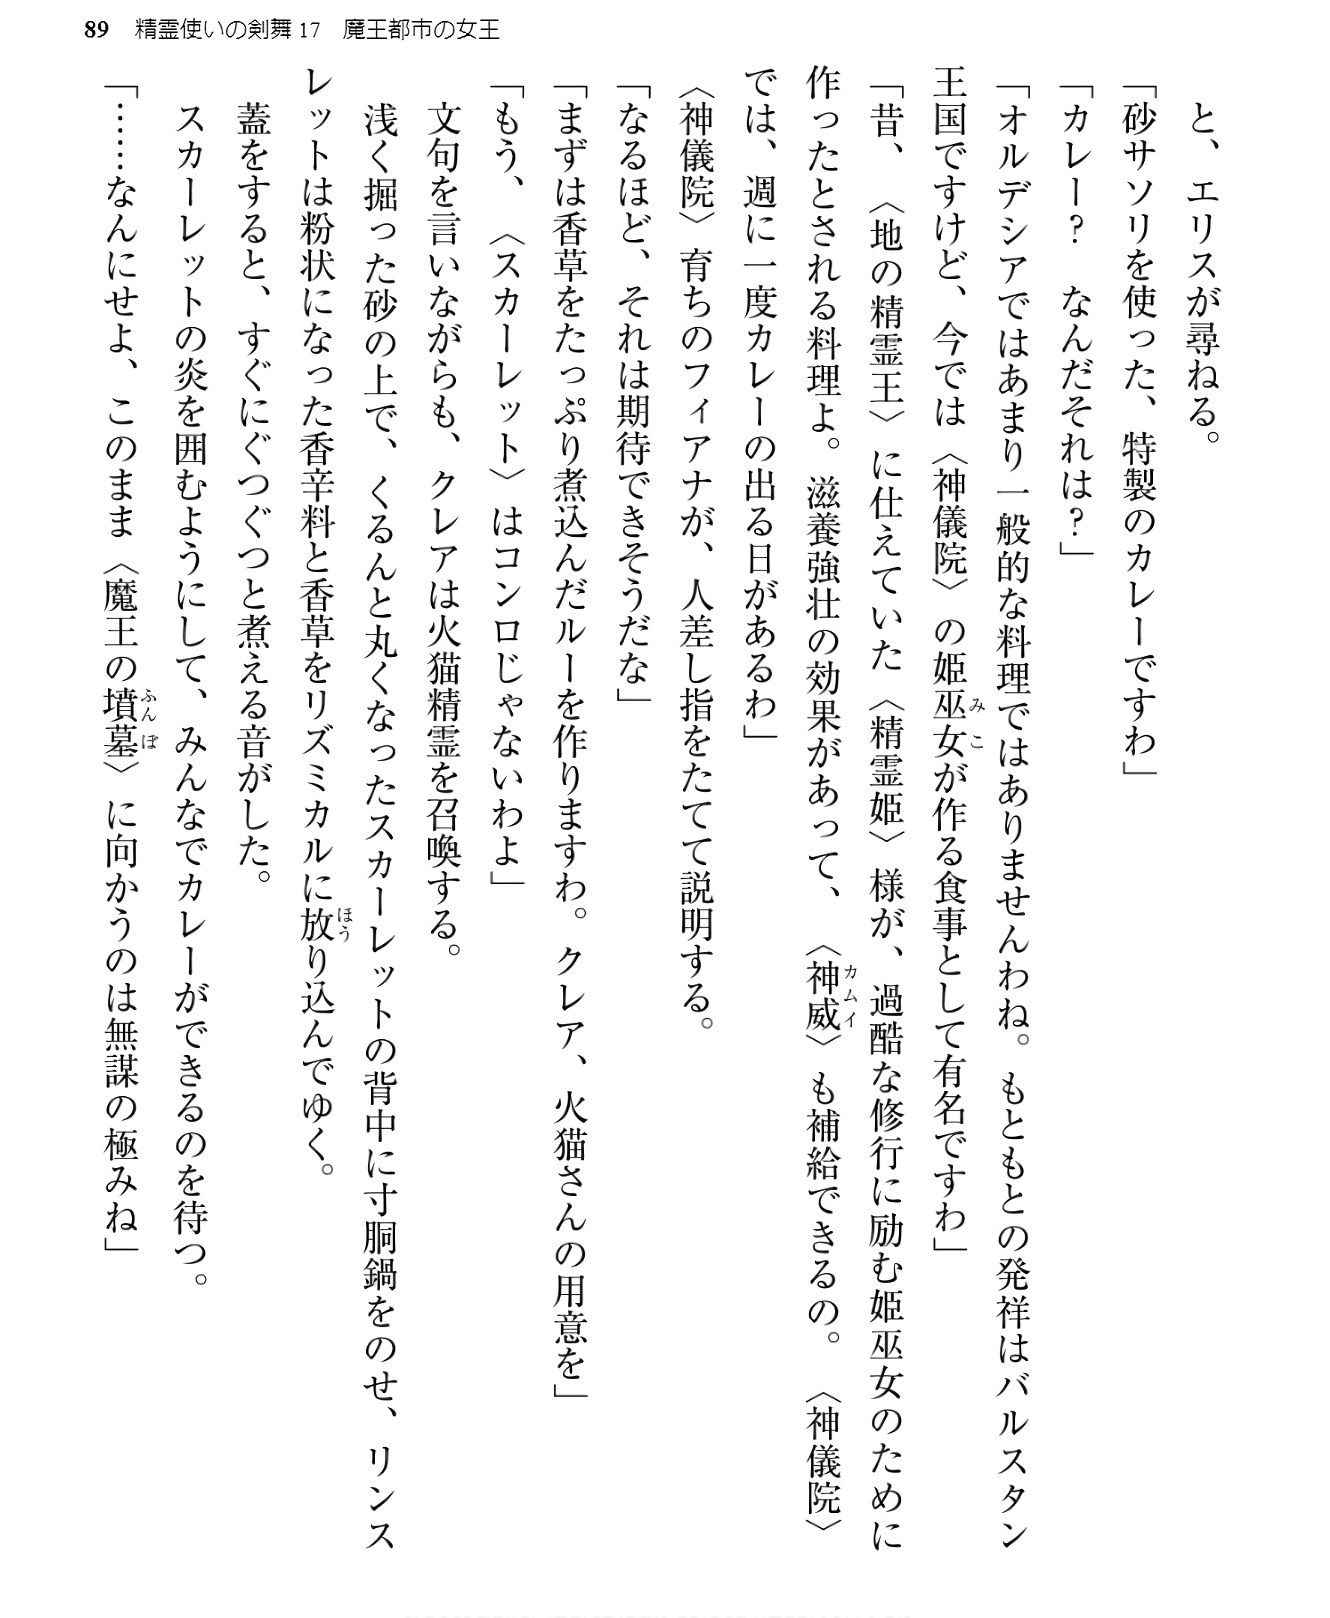 89 精霊使いの剣舞17 魔王都市の女王
と、エリスが尋ねる。
「砂サソリを使った、特製のカレーですわ」
「カレー？ なんだそれは？」
「オルデシアではあまり一般的な料理ではありませんわね。もともとの発祥はバルスタン
王国ですけど、今では〈神儀院〉の姫巫女が作る食事として有名ですわ」
「昔、〈地の精霊王〉に仕えていた〈精霊姫〉様が、過酷な修行に励む姫巫女のために
作ったとされる料理よ。滋養強壮の効果があって、〈神威〉も補給できるの。〈神儀院〉
では、週に一度カレーの出る日があるわ」
〈神儀院〉育ちのフィアナが、人差し指をたてて説明する。
「なるほど、それは期待できそうだな」
「まずは香草をたっぷり煮込んだルーを作りますわ。クレア、火猫さんの用意を」
「もう、〈スカーレット〉はコンロじゃないわよ」
文句を言いながらも、クレアは火猫精霊を召喚する。
浅く掘った砂の上で、くるんと丸くなったスカーレットの背中に寸胴鍋をのせ、リンス
レットは粉状になった香辛料と香草をリズミカルに放り込んでゆく。
蓋をすると、すぐにぐつぐつと煮える音がした。
スカーレットの炎を囲むようにして、みんなでカレーができるのを待つ。
「……なんにせよ、このまま〈魔王の墳墓〉に向かうのは無謀の極みね」